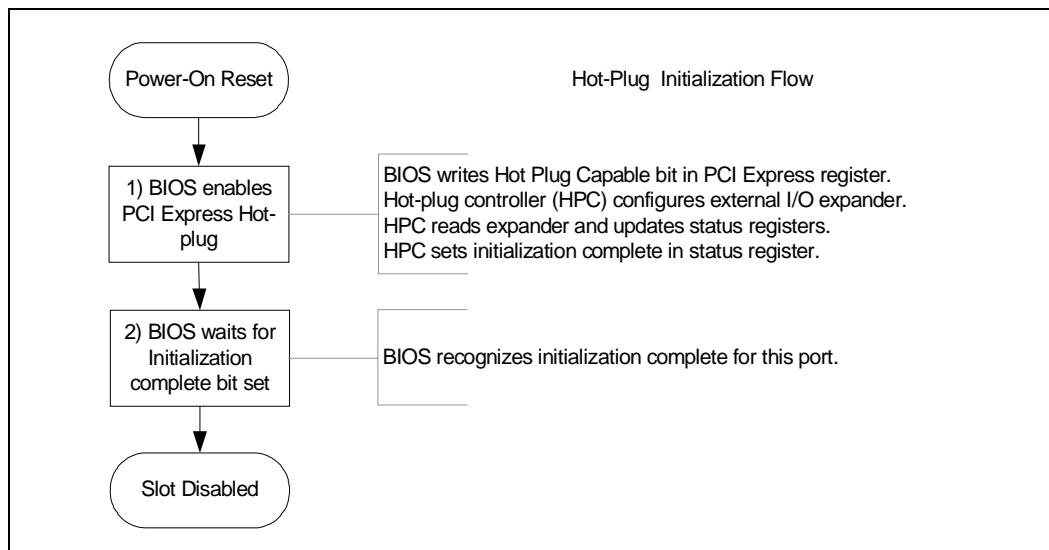 Power-On Reset
Hot-Plug Initialization Flow
1) BIOS enables
PCI Express Hot-
plug
BIOS writes Hot Plug Capable bit in PCI Express register.
Hot-plug controller (HPC) configures external I/O expander.
HPC reads expander and updates status registers.
HPC sets initialization complete in status register.
2) BIOS waits for
Initialization
complete bit set
BIOS recognizes initialization complete for this port.
Slot Disabled